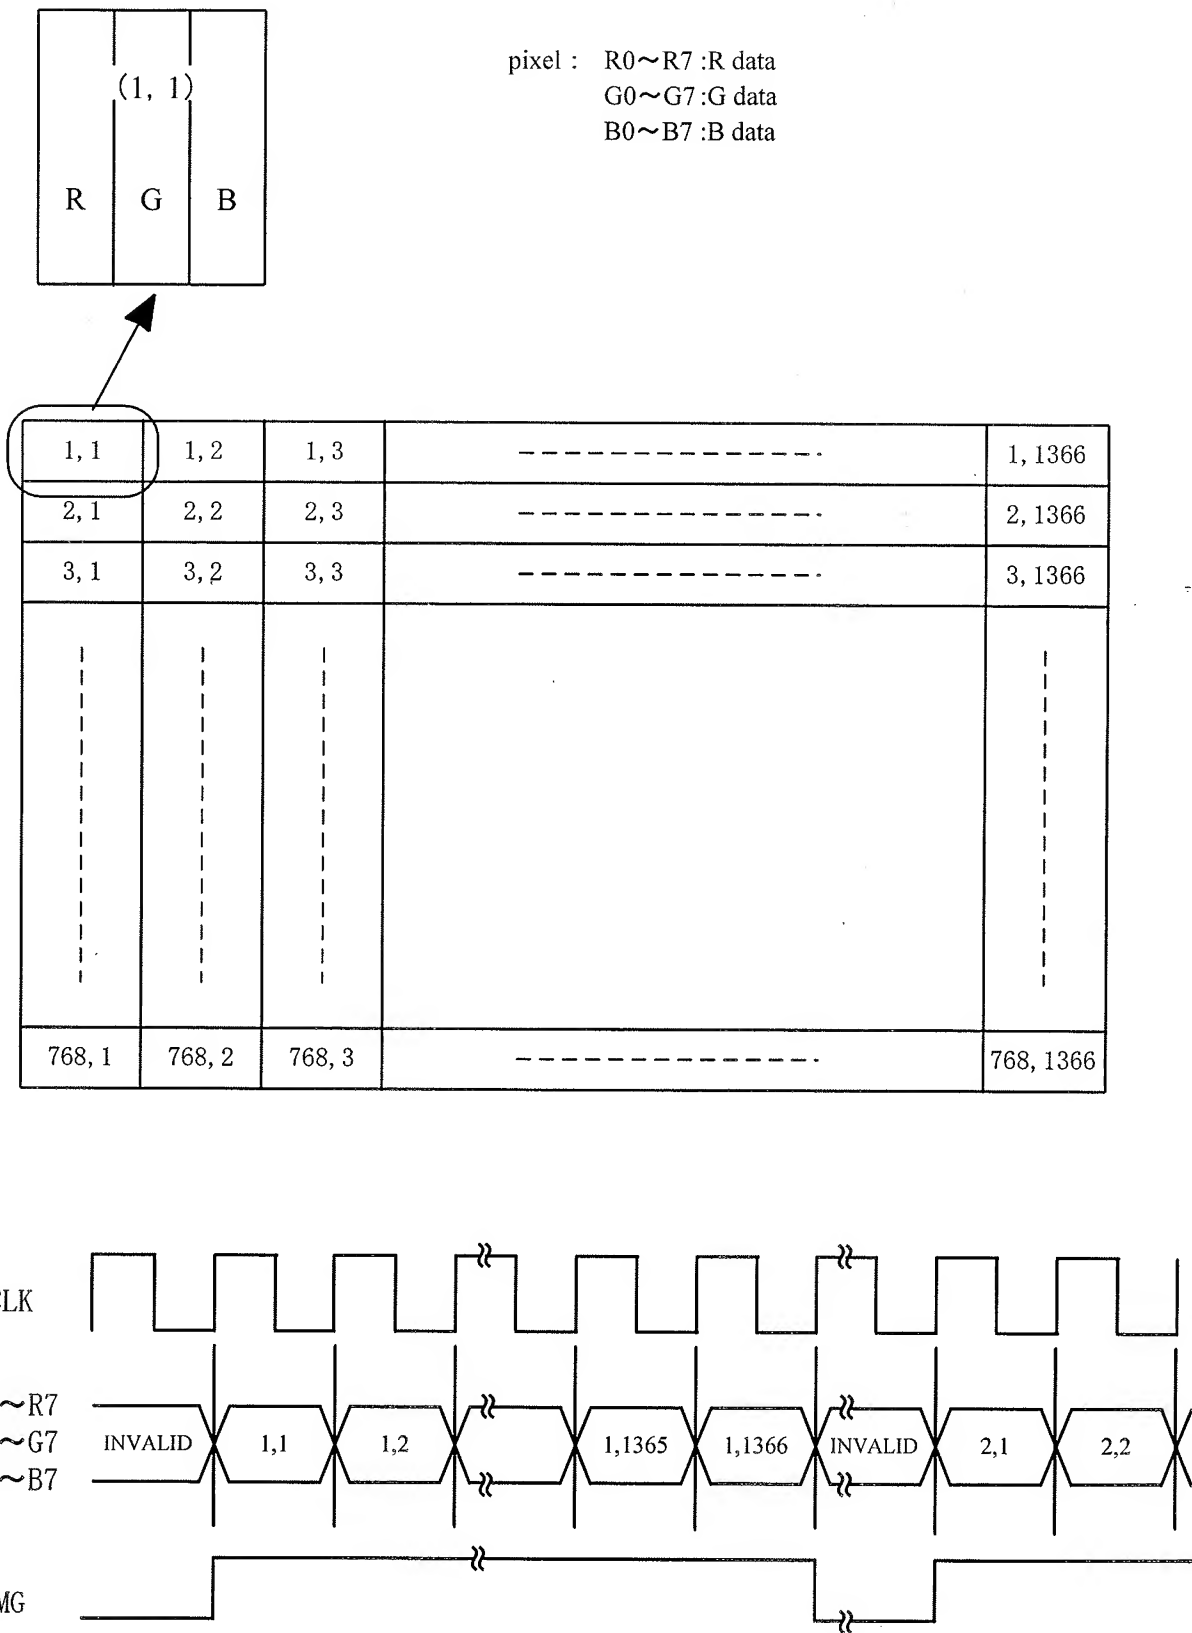 (1, 1)
R G B
pixel : R0～R7 :R data
G0～G7 :G data
B0～B7 :B data
1, 1 1, 2 1, 3 1, 1366
2, 1 2, 2 2, 3 2, 1366
3, 1 3, 2 3, 3 3, 1366
768, 1 768, 2 768, 3 768, 1366
LK
～R7
～G7
～B7
INVALID 1,1 1,2 1,1365 1,1366 INVALID 2,1 2,2
MG